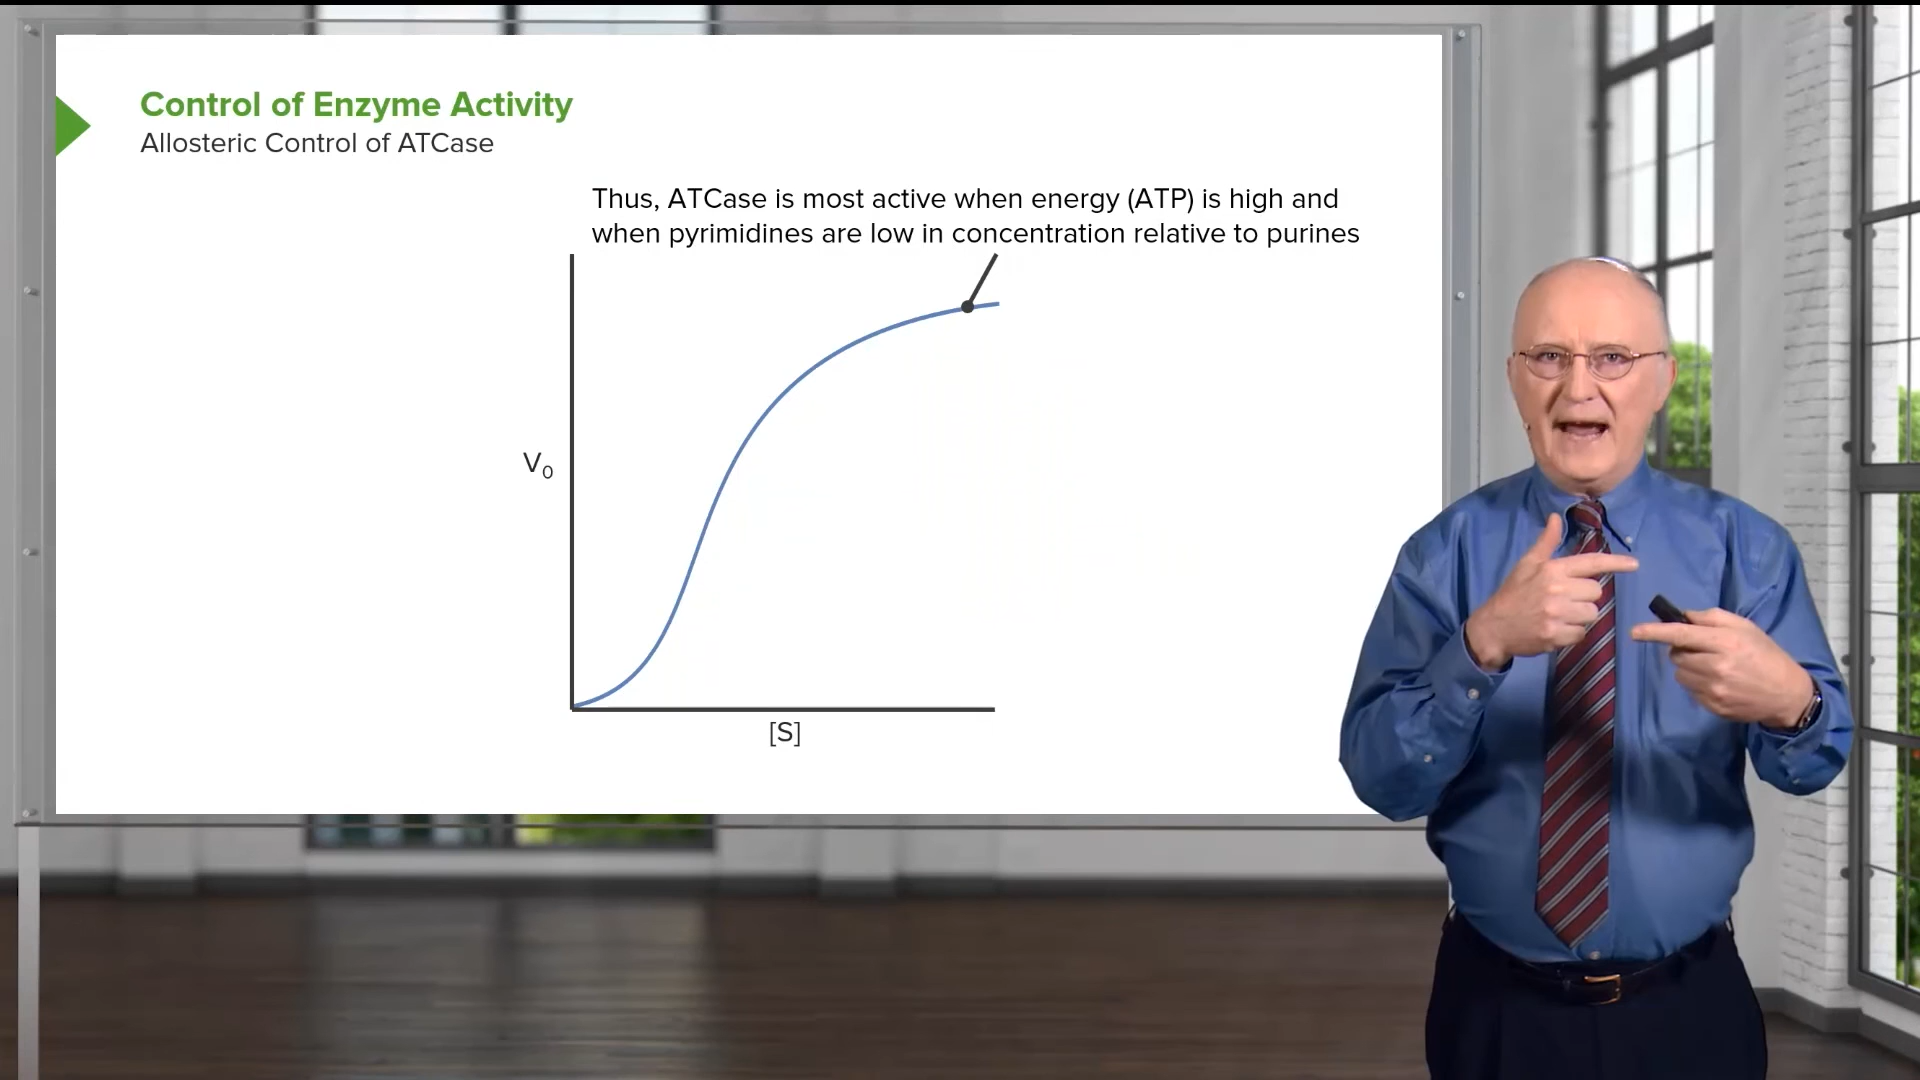 Control of Enzyme Activity
Allosteric Control of ATCase
Thus, ATCase is most active when energy (ATP) is high and
when pyrimidines are low in concentration relative to purines
V₀
[S]